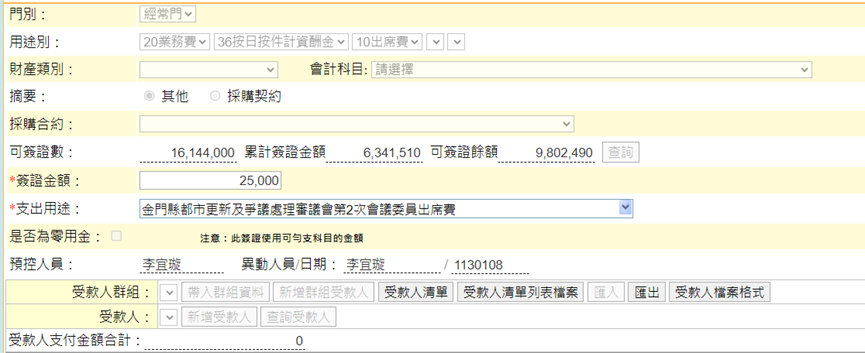 門別： 經常門
用途別： 20業務費 36按日按件計資酬金 10出席費
財產類別： 會計科目: 請選擇
摘要： 其他 採購契約
採購合約：
可簽證數： 16,144,000 累計簽證金額 6,341,510 可簽證餘額 9,802,490 查詢
*簽證金額： 25,000
*支出用途： 金門縣都市更新及爭議處理審議會第2次會議委員出席費
是否為零用金： 注意：此簽證使用可勻支科目的金額
預控人員： 李宜璇 異動人員/日期： 李宜璇 / 1130108
受款人群組： 帶入群組資料 新增群組受款人 受款人清單 受款人清單列表檔案 匯入 匯出 受款人檔案格式
受款人： 新增受款人 查詢受款人
受款人支付金額合計： 0